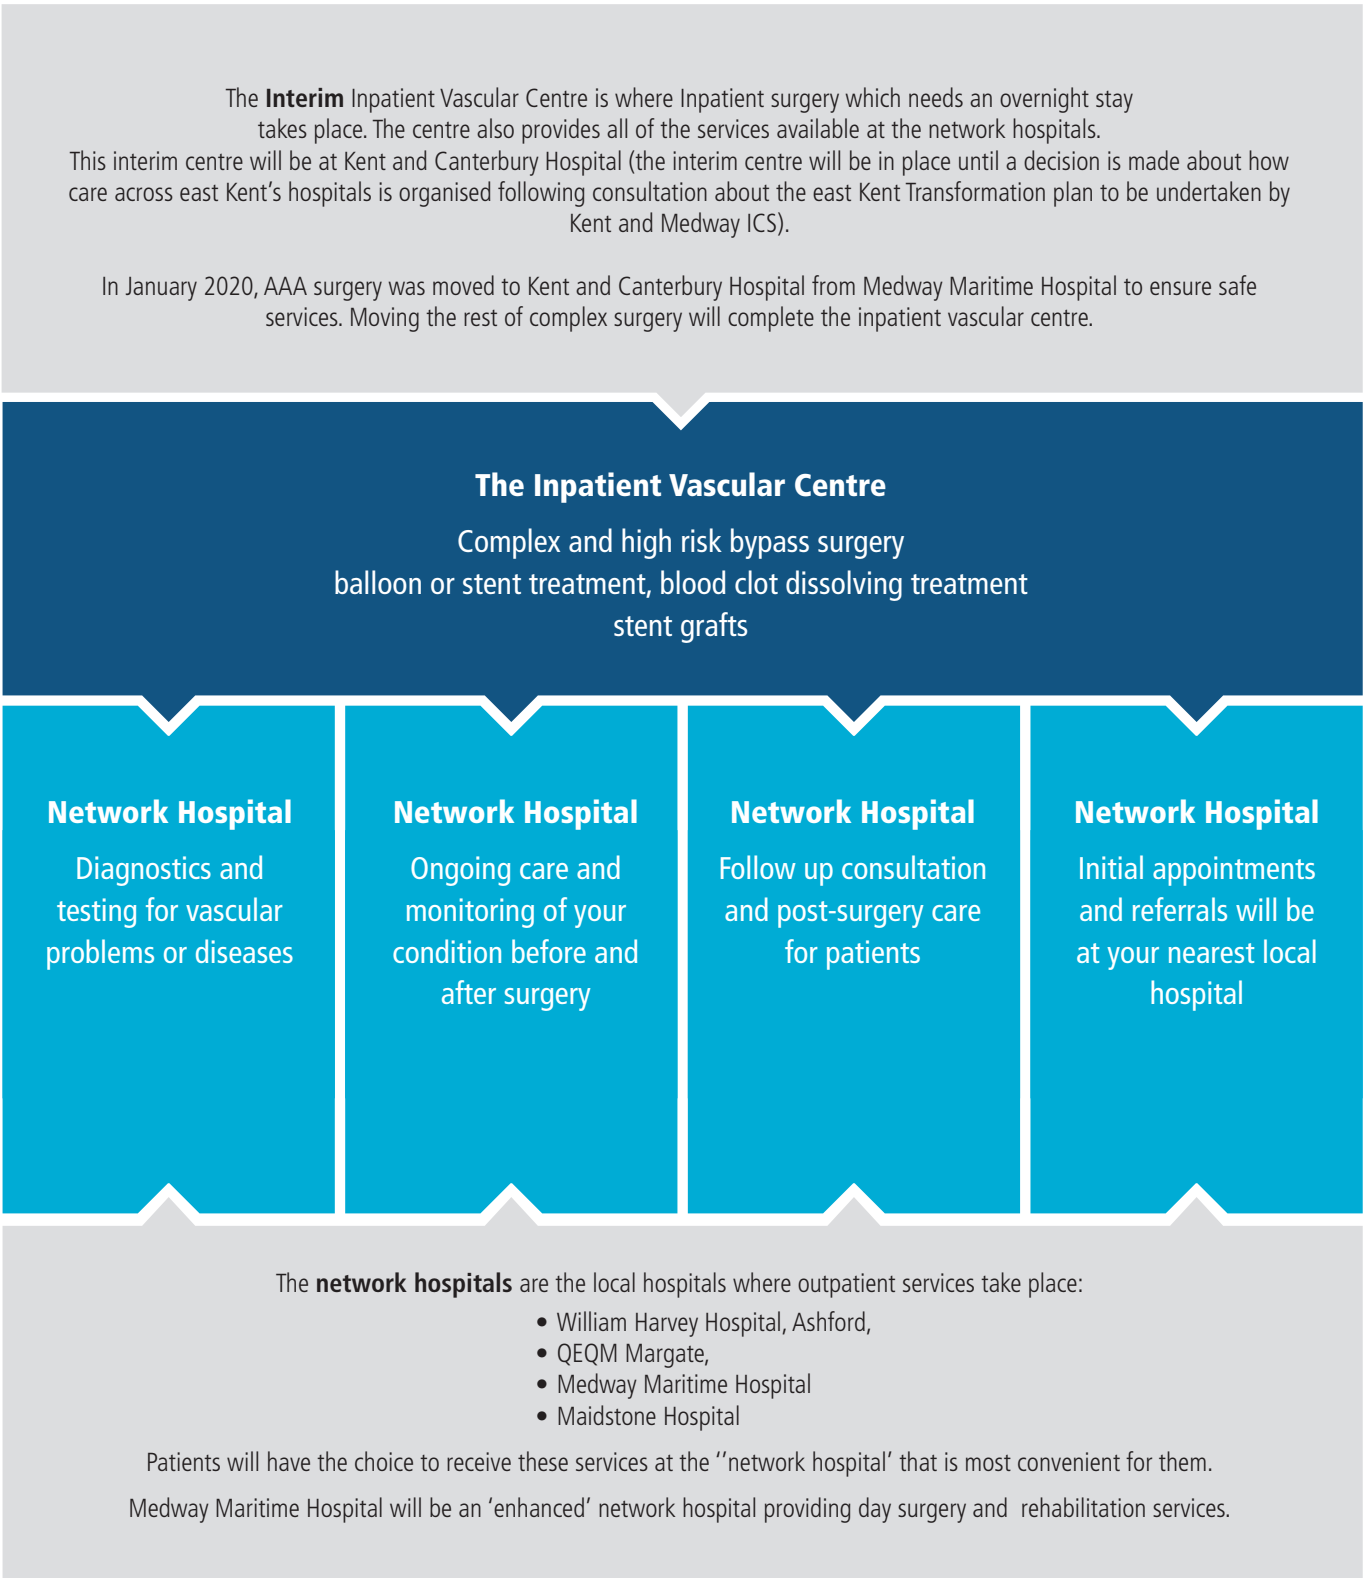 The Interim Inpatient Vascular Centre is where Inpatient surgery which needs an overnight stay
takes place. The centre also provides all of the services available at the network hospitals.
This interim centre will be at Kent and Canterbury Hospital (the interim centre will be in place until a decision is made about how
care across east Kent's hospitals is organised following consultation about the east Kent Transformation plan to be undertaken by
Kent and Medway ICS).
In January 2020, AAA surgery was moved to Kent and Canterbury Hospital from Medway Maritime Hospital to ensure safe
services. Moving the rest of complex surgery will complete the inpatient vascular centre.
The Inpatient Vascular Centre
Complex and high risk bypass surgery
balloon or stent treatment, blood clot dissolving treatment
stent grafts
Network Hospital
Diagnostics and
testing for vascular
problems or diseases
Network Hospital
Ongoing care and
monitoring of your
condition before and
after surgery
Network Hospital
Follow up consultation
and post-surgery care
for patients
Network Hospital
Initial appointments
and referrals will be
at your nearest local
hospital
The network hospitals are the local hospitals where outpatient services take place:
• William Harvey Hospital, Ashford,
• QEQM Margate,
• Medway Maritime Hospital
• Maidstone Hospital
Patients will have the choice to receive these services at the ‘’network hospital’ that is most convenient for them.
Medway Maritime Hospital will be an ‘enhanced’ network hospital providing day surgery and  rehabilitation services.